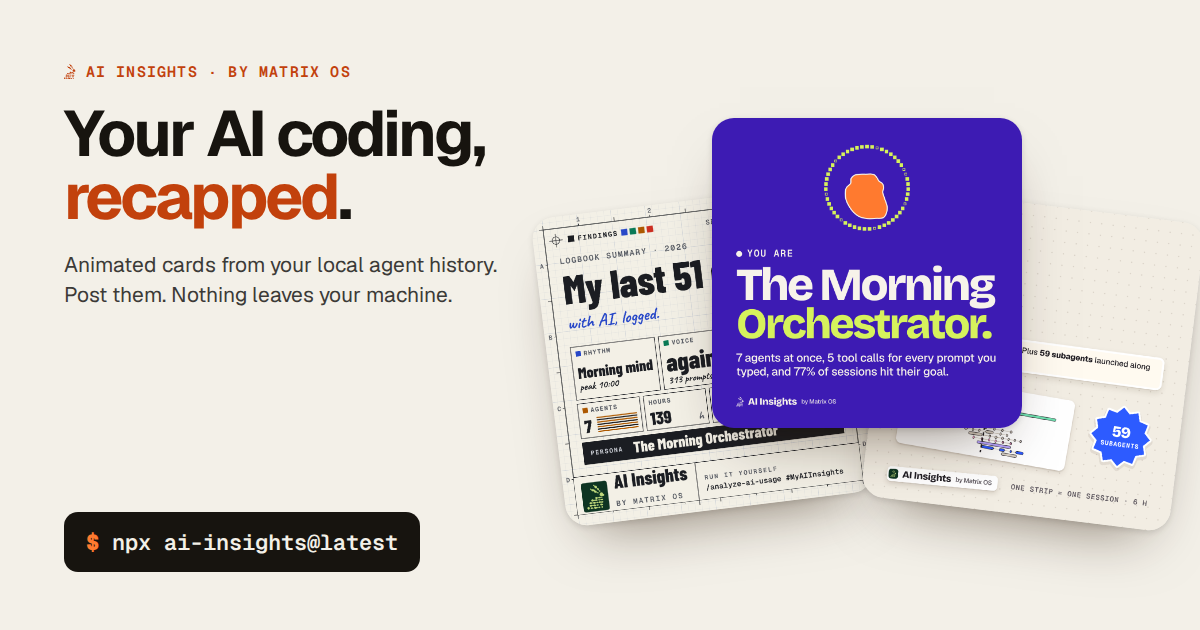 AI INSIGHTS · BY MATRIX OS
Your AI coding,
recapped.
Animated cards from your local agent history.
Post them. Nothing leaves your machine.
$ npx ai-insights@latest
1
2
FINDINGS
LOGBOOK SUMMARY · 2026
My last 51
with AI, logged.
A
B
C
D
RHYTHM
Morning mind
peak 10:00
VOICE
again
313 prompts
AGENTS
7
HOURS
139
PERSONA The Morning Orchestrator
AI Insights
BY MATRIX OS
RUN IT YOURSELF
/analyze-ai-usage #MyAIInsights
YOU ARE
The Morning
Orchestrator.
7 agents at once, 5 tool calls for every prompt you
typed, and 77% of sessions hit their goal.
AI Insights by Matrix OS
Plus 59 subagents launched along
59
SUBAGENTS
AI Insights by Matrix OS
ONE STRIP = ONE SESSION · 6 H